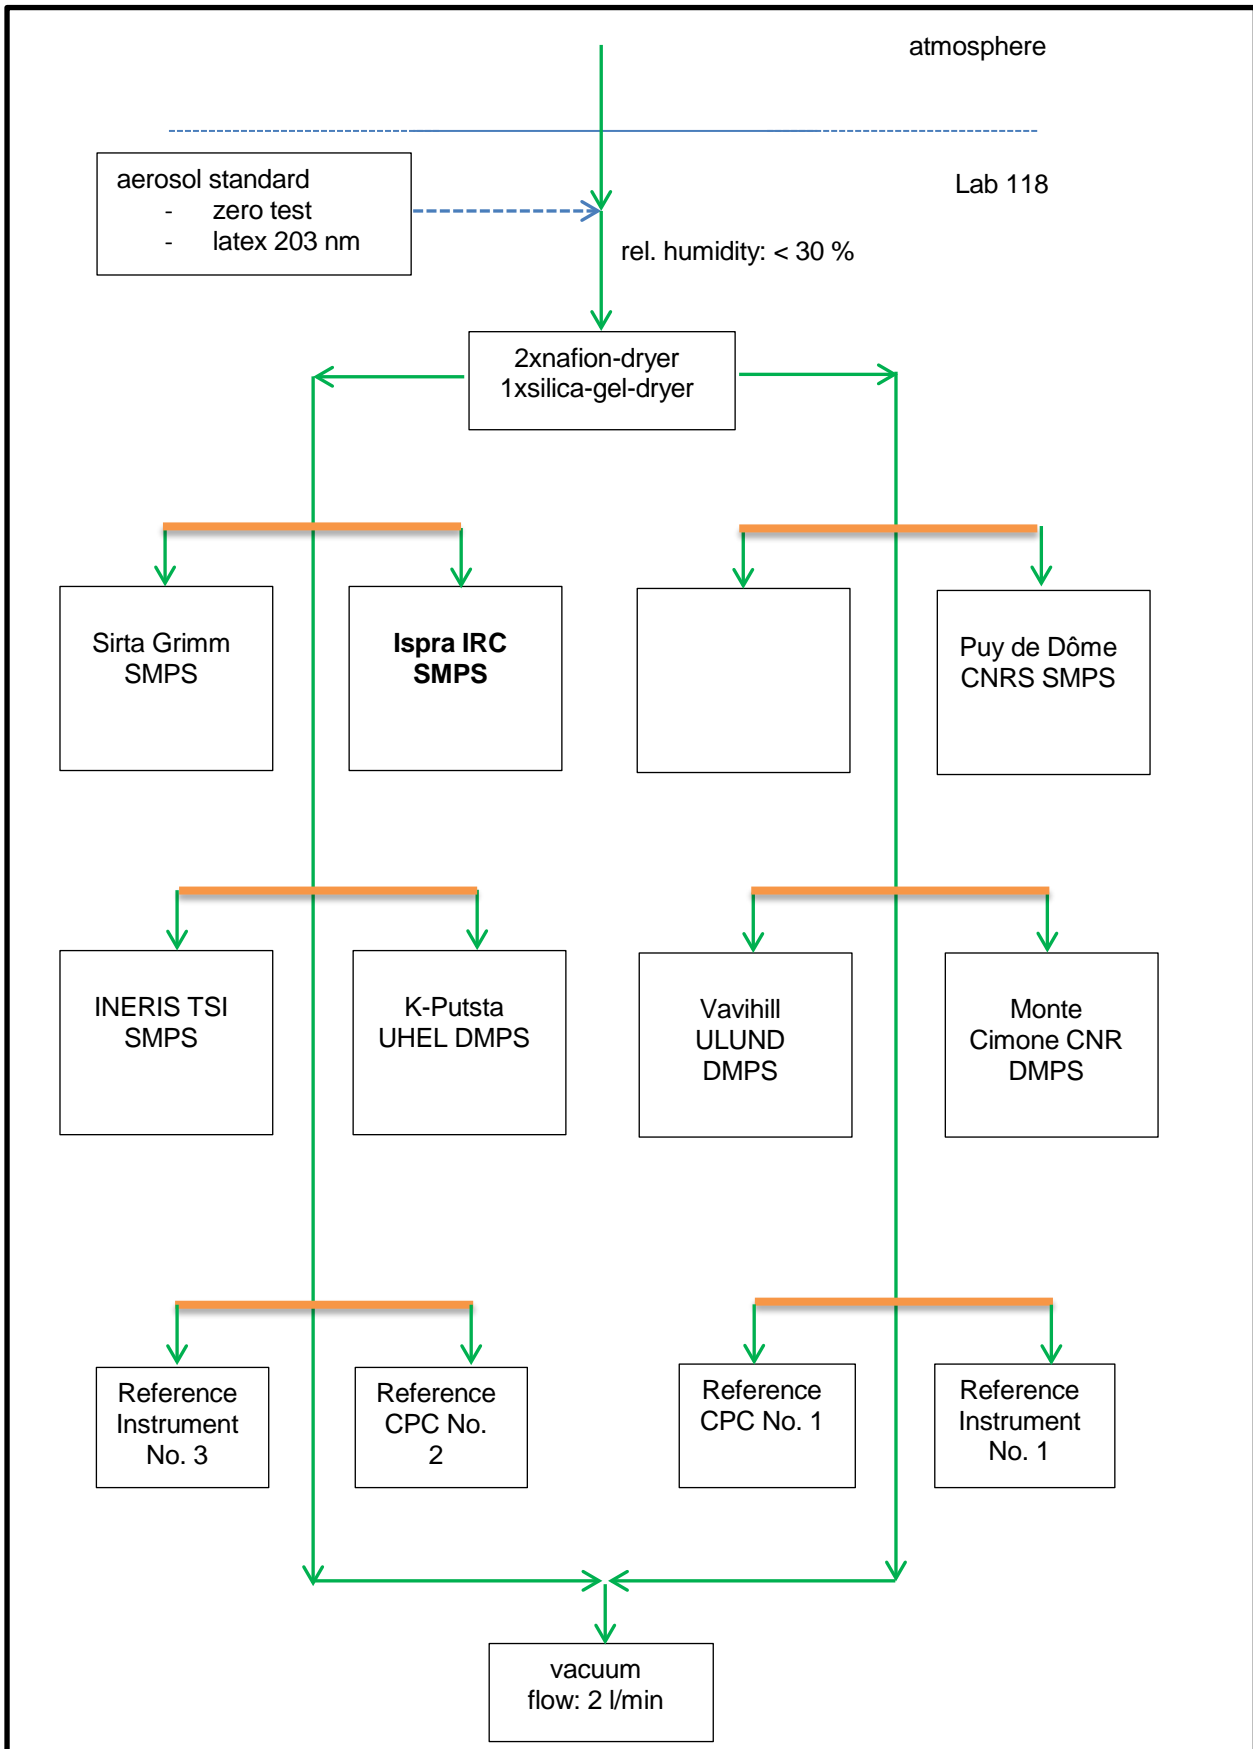 atmosphere
aerosol standard
- zero test
- latex 203 nm
Lab 118
rel. humidity: < 30 %
2xnafion-dryer
1xsilica-gel-dryer
Sirta Grimm
SMPS
Ispra IRC
SMPS
Puy de Dôme
CNRS SMPS
INERIS TSI
SMPS
K-Putsta
UHEL DMPS
Vavihill
ULUND
DMPS
Monte
Cimone CNR
DMPS
Reference
Instrument
No. 3
Reference
CPC No.
2
Reference
CPC No. 1
Reference
Instrument
No. 1
vacuum
flow: 2 l/min